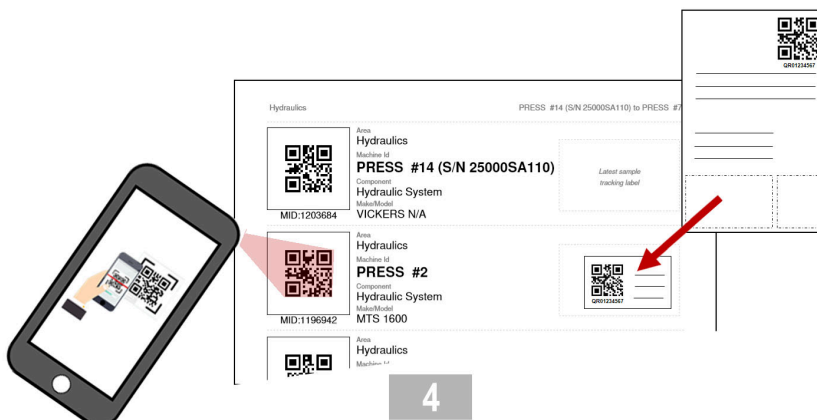 QR01234567
Hydraulics
PRESS #14 (S/N 25000SA110) to PRESS #7
Area
Hydraulics
Machine Id
PRESS #14 (S/N 25000SA110)
Component
Hydraulic System
Make/Model
VICKERS N/A
MID:1203684
Latest sample
tracking label
Area
Hydraulics
Machine Id
PRESS #2
Component
Hydraulic System
Make/Model
MTS 1600
MID:1196942
QR01234567
Area
Hydraulics
Machine Id
4